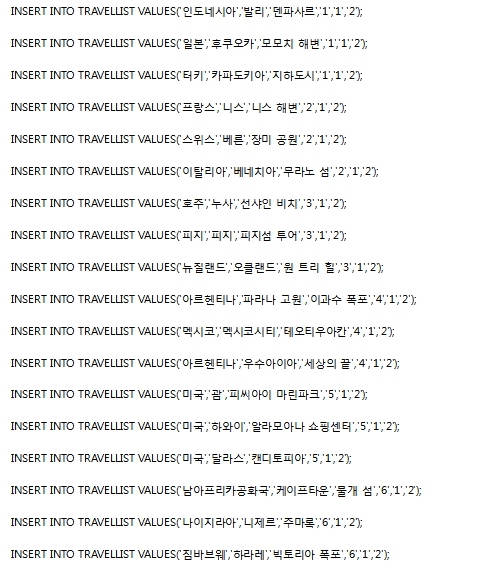 INSERT INTO TRAVELLIST VALUES('인도네시아','발리','덴파사르','1','1','2');
INSERT INTO TRAVELLIST VALUES('일본','후쿠오카','모모치 해변','1','1','2');
INSERT INTO TRAVELLIST VALUES('터키','카파도키아','지하도시','1','1','2');
INSERT INTO TRAVELLIST VALUES('프랑스','니스','니스 해변','2','1','2');
INSERT INTO TRAVELLIST VALUES('스위스','베른','장미 공원','2','1','2');
INSERT INTO TRAVELLIST VALUES('이탈리아','베네치아','무라노 섬','2','1','2');
INSERT INTO TRAVELLIST VALUES('호주','누사','선샤인 비치','3','1','2');
INSERT INTO TRAVELLIST VALUES('피지','피지','피지섬 투어','3','1','2');
INSERT INTO TRAVELLIST VALUES('뉴질랜드','오클랜드','원 트리 힐','3','1','2');
INSERT INTO TRAVELLIST VALUES('아르헨티나','파라나 고원','이과수 폭포','4','1','2');
INSERT INTO TRAVELLIST VALUES('멕시코','멕시코시티','테오티우아칸','4','1','2');
INSERT INTO TRAVELLIST VALUES('아르헨티나','우수아이아','세상의 끝','4','1','2');
INSERT INTO TRAVELLIST VALUES('미국','괌','피씨아이 마린파크','5','1','2');
INSERT INTO TRAVELLIST VALUES('미국','하와이','알라모아나 쇼핑센터','5','1','2');
INSERT INTO TRAVELLIST VALUES('미국','달라스','캔디토피아','5','1','2');
INSERT INTO TRAVELLIST VALUES('남아프리카공화국','케이프타운','물개 섬','6','1','2');
INSERT INTO TRAVELLIST VALUES('나이지라아','니제르','주마록','6','1','2');
INSERT INTO TRAVELLIST VALUES('짐바브웨','하라레','빅토리아 폭포','6','1','2');